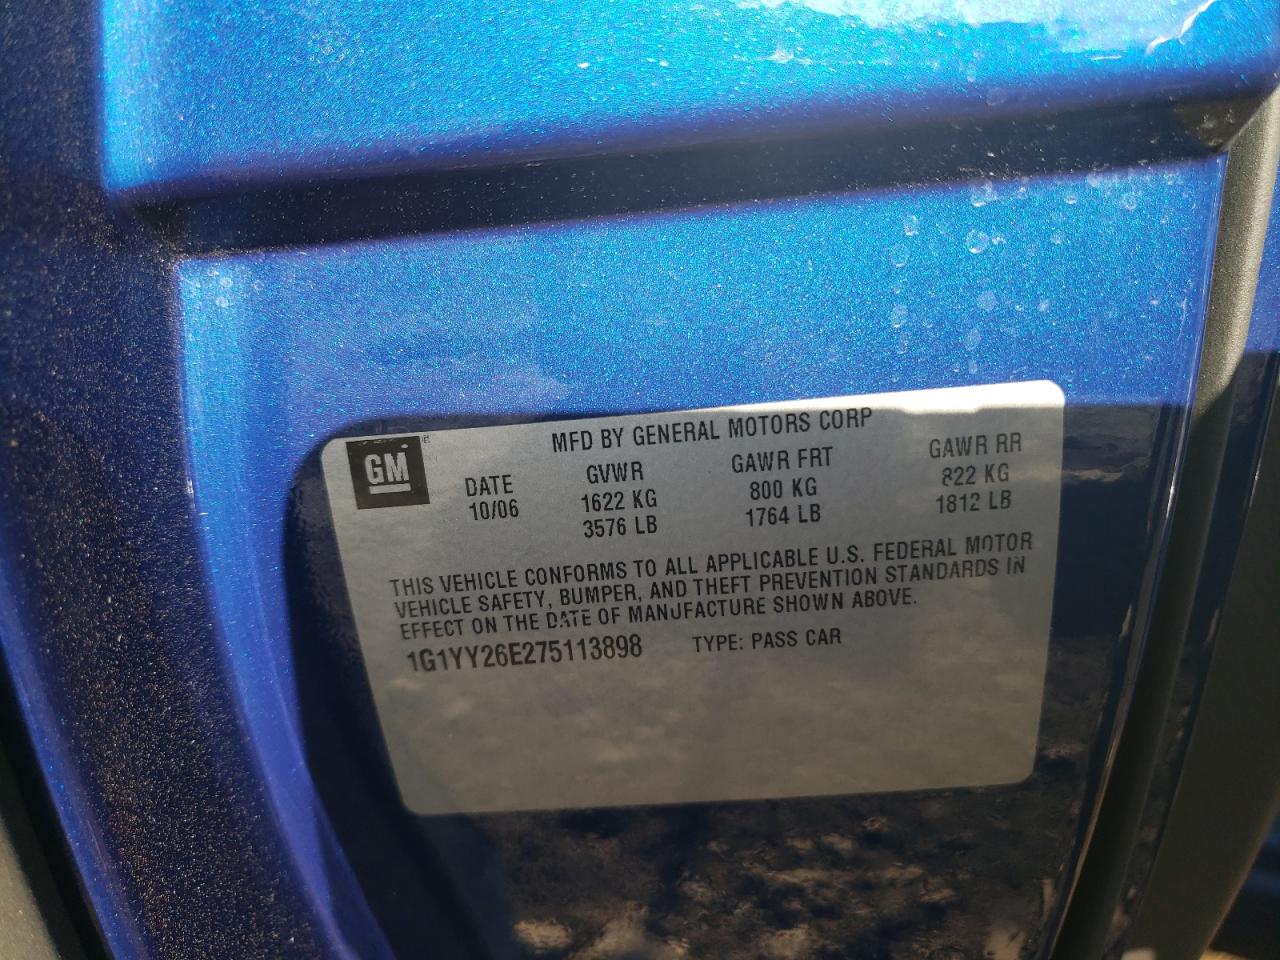 GM
MFD BY GENERAL MOTORS CORP
DATE GVWR GAWR FRT GAWR RR
10/06 1622 KG 800 KG 822 KG
3576 LB 1764 LB 1812 LB
THIS VEHICLE CONFORMS TO ALL APPLICABLE U.S. FEDERAL MOTOR
VEHICLE SAFETY, BUMPER, AND THEFT PREVENTION STANDARDS IN
EFFECT ON THE DATE OF MANUFACTURE SHOWN ABOVE.
1G1YY26E275113898 TYPE: PASS CAR